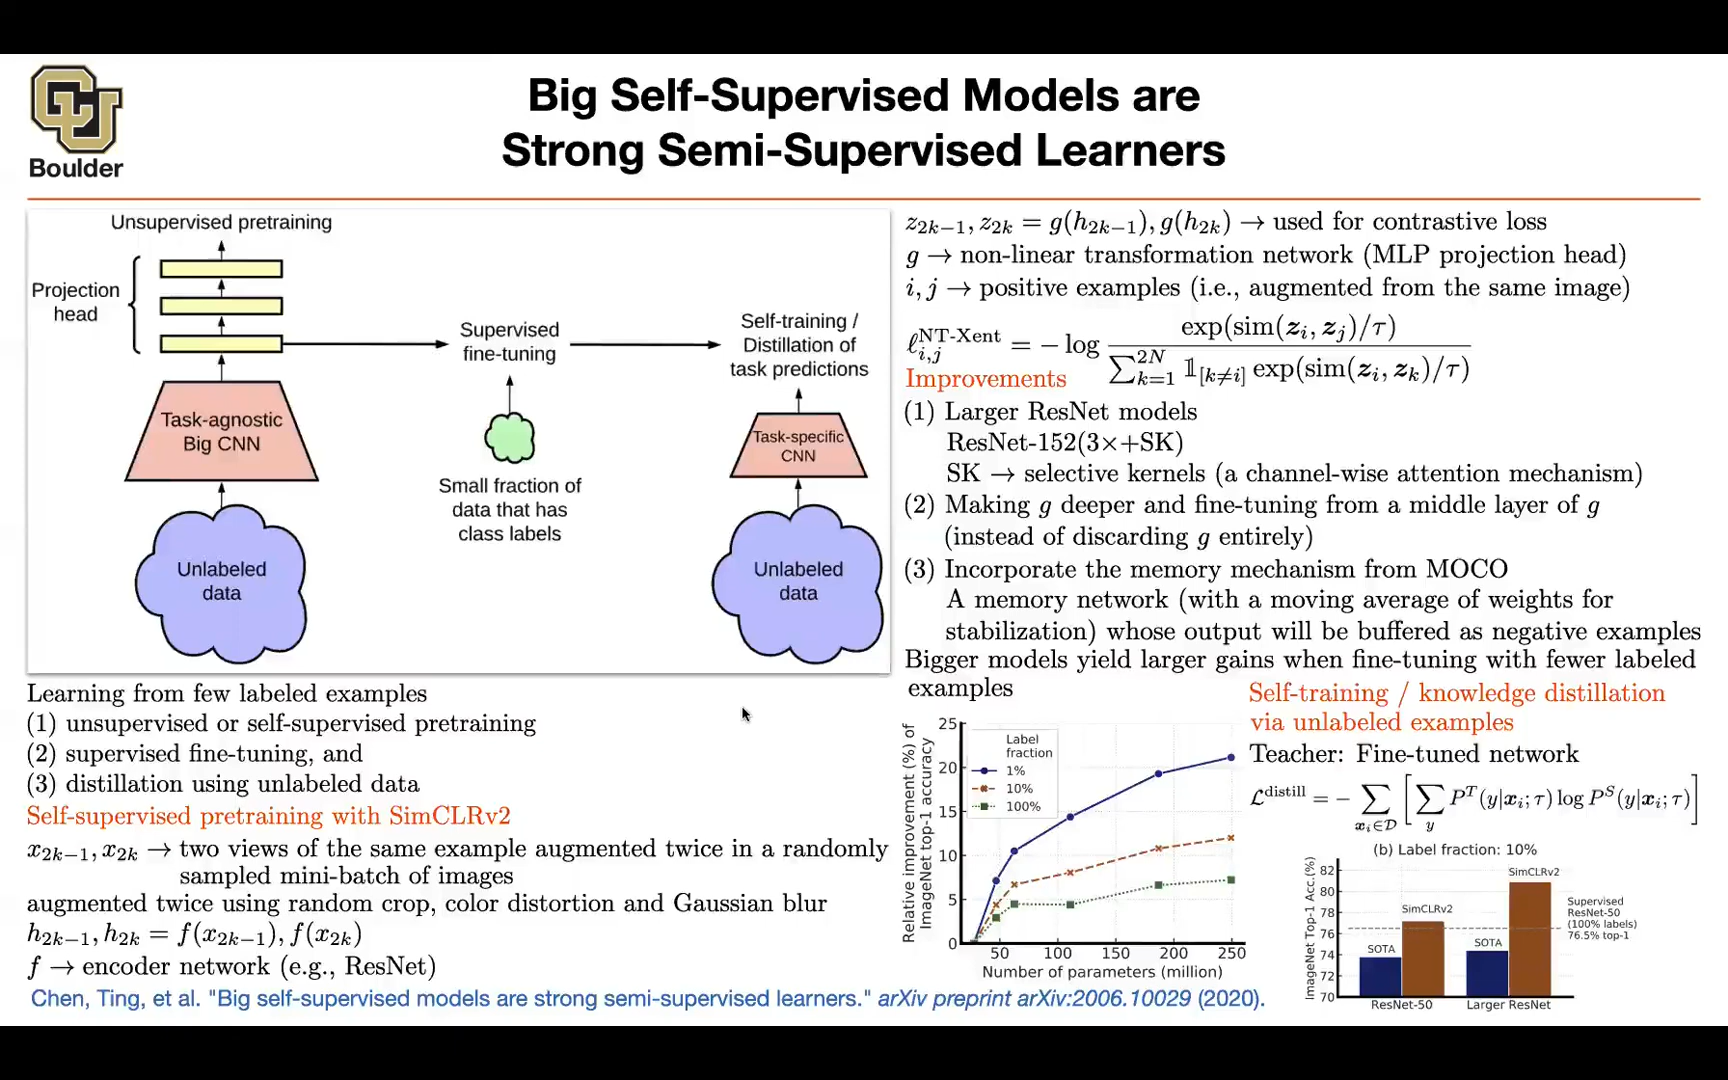 Boulder
Big Self-Supervised Models are
Strong Semi-Supervised Learners
Unsupervised pretraining
Projection
head
Task-agnostic
Big CNN
Unlabeled
data
Supervised
fine-tuning
Small fraction of
data that has
class labels
Self-training /
Distillation of
task predictions
Task-specific
CNN
Unlabeled
data
Learning from few labeled examples
(1) unsupervised or self-supervised pretraining
(2) supervised fine-tuning, and
(3) distillation using unlabeled data
Self-supervised pretraining with SimCLRv2
x_{2k−1}, x_{2k} → two views of the same example augmented twice in a randomly
sampled mini-batch of images
augmented twice using random crop, color distortion and Gaussian blur
h_{2k−1}, h_{2k} = f(x_{2k−1}), f(x_{2k})
f → encoder network (e.g., ResNet)
z_{2k−1}, z_{2k} = g(h_{2k−1}), g(h_{2k}) → used for contrastive loss
g → non-linear transformation network (MLP projection head)
i, j → positive examples (i.e., augmented from the same image)
ℓ_{i,j}^{NT-Xent} = − log exp(sim(z_i, z_j)/τ) / ∑_{k=1}^{2N} 𝟙_{[k≠i]} exp(sim(z_i, z_k)/τ)
Improvements
(1) Larger ResNet models
ResNet-152(3×+SK)
SK → selective kernels (a channel-wise attention mechanism)
(2) Making g deeper and fine-tuning from a middle layer of g
(instead of discarding g entirely)
(3) Incorporate the memory mechanism from MOCO
A memory network (with a moving average of weights for
stabilization) whose output will be buffered as negative examples
Bigger models yield larger gains when fine-tuning with fewer labeled
examples
Relative improvement (%) of
ImageNet top-1 accuracy
25
20
15
10
5
0
Label
fraction
1%
10%
100%
50 100 150 200 250
Number of parameters (million)
Self-training / knowledge distillation
via unlabeled examples
Teacher: Fine-tuned network
ℒ^{distill} = − ∑_{x_i∈𝒟} [ ∑_y P^T(y|x_i; τ) log P^S(y|x_i; τ) ]
(b) Label fraction: 10%
ImageNet Top-1 Acc.(%)
82
80
78
76
74
72
70
SOTA
SimCLRv2
SOTA
SimCLRv2
Supervised
ResNet-50
(100% labels)
76.5% top-1
ResNet-50 Larger ResNet
Chen, Ting, et al. "Big self-supervised models are strong semi-supervised learners." arXiv preprint arXiv:2006.10029 (2020).